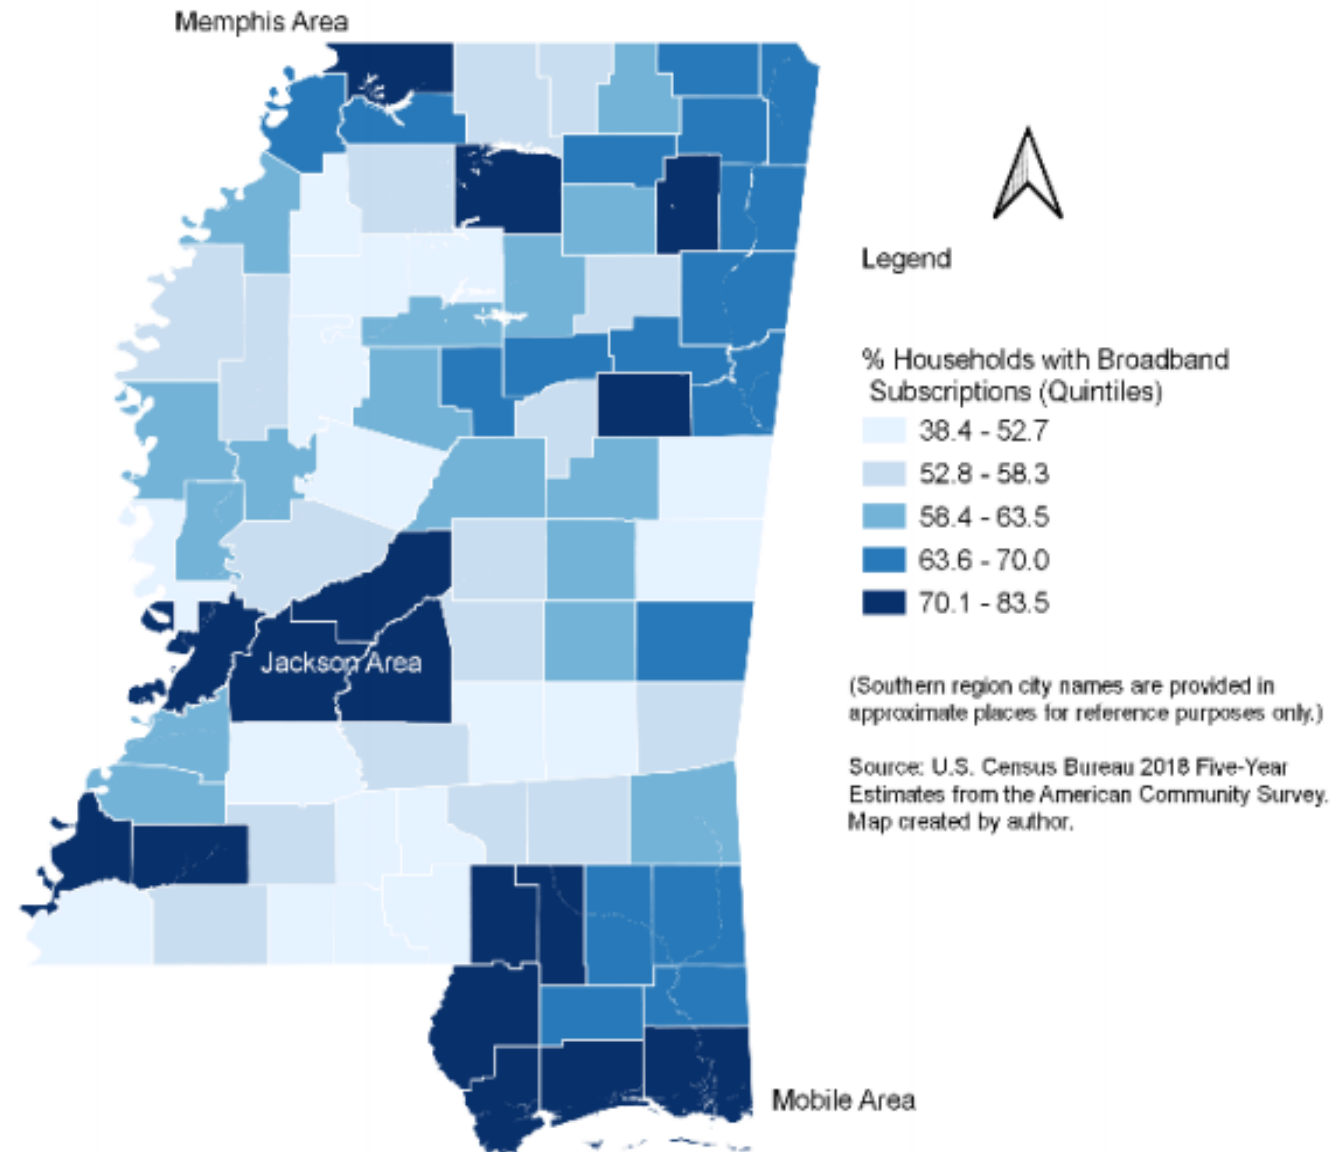 Memphis Area
Legend
% Households with Broadband
Subscriptions (Quintiles)
38.4 - 52.7
52.8 - 58.3
58.4 - 63.5
63.6 - 70.0
70.1 - 83.5
Jackson Area
(Southern region city names are provided in
approximate places for reference purposes only.)
Source: U.S. Census Bureau 2018 Five-Year
Estimates from the American Community Survey.
Map created by author.
Mobile Area